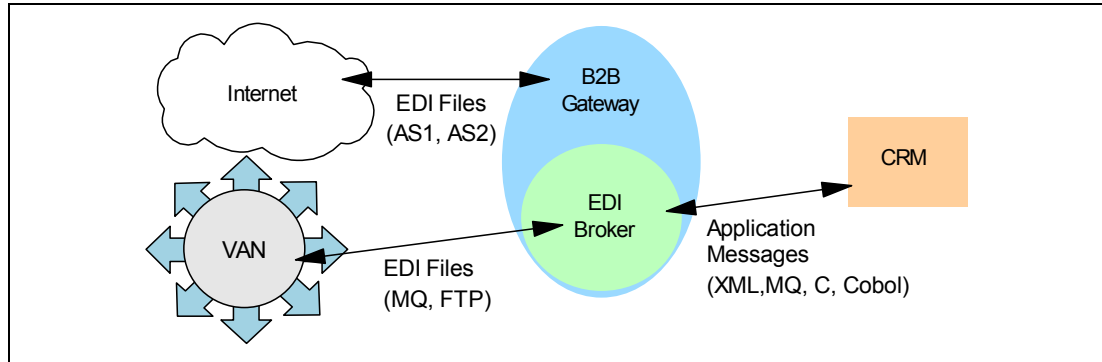 Internet
EDI Files
(AS1, AS2)
B2B
Gateway
CRM
EDI
Broker
VAN
EDI Files
(MQ, FTP)
Application
Messages
(XML,MQ, C, Cobol)